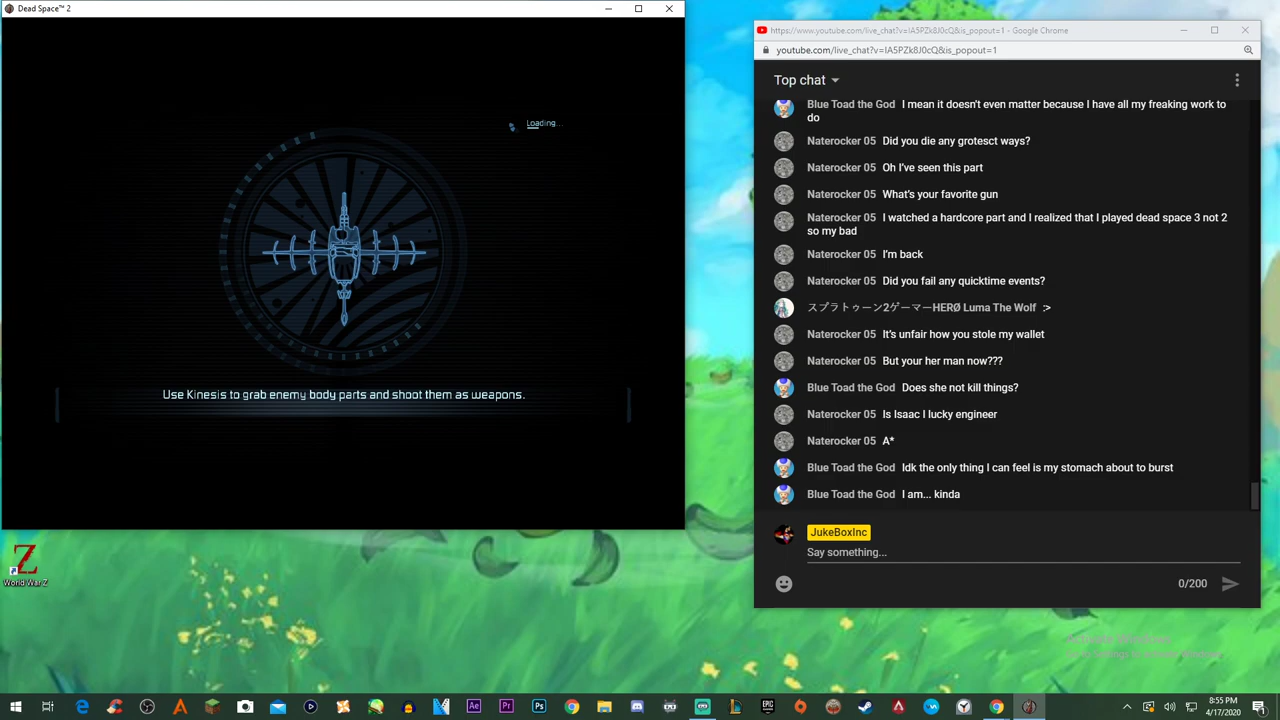 Dead Space™ 2
Loading...
Use Kinesis to grab enemy body parts and shoot them as weapons.
World War Z
https://www.youtube.com/live_chat?v=IA5PZk8J0cQ&is_popout=1 - Google Chrome
youtube.com/live_chat?v=IA5PZk8J0cQ&is_popout=1
Top chat
Blue Toad the God I mean it doesn't even matter because I have all my freaking work to
do
Naterocker 05 Did you die any grotesct ways?
Naterocker 05 Oh I've seen this part
Naterocker 05 What's your favorite gun
Naterocker 05 I watched a hardcore part and I realized that I played dead space 3 not 2
so my bad
Naterocker 05 I'm back
Naterocker 05 Did you fail any quicktime events?
スプラトゥーン2ゲーマーHERØ Luma The Wolf :>
Naterocker 05 It's unfair how you stole my wallet
Naterocker 05 But your her man now???
Blue Toad the God Does she not kill things?
Naterocker 05 Is Isaac I lucky engineer
Naterocker 05 A*
Blue Toad the God Idk the only thing I can feel is my stomach about to burst
Blue Toad the God I am... kinda
JukeBoxInc
Say something...
0/200
Ae
Pr
Ps
EPIC
8:55 PM
4/17/2020